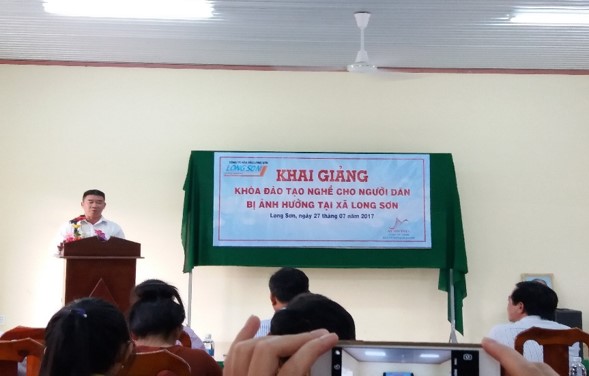 LONG SƠN
KHAI GIẢNG
KHÓA ĐÀO TẠO NGHỀ CHO NGƯỜI DÂN
BỊ ẢNH HƯỞNG TẠI XÃ LONG SƠN
Long Sơn, ngày 27 tháng 07 năm 2017